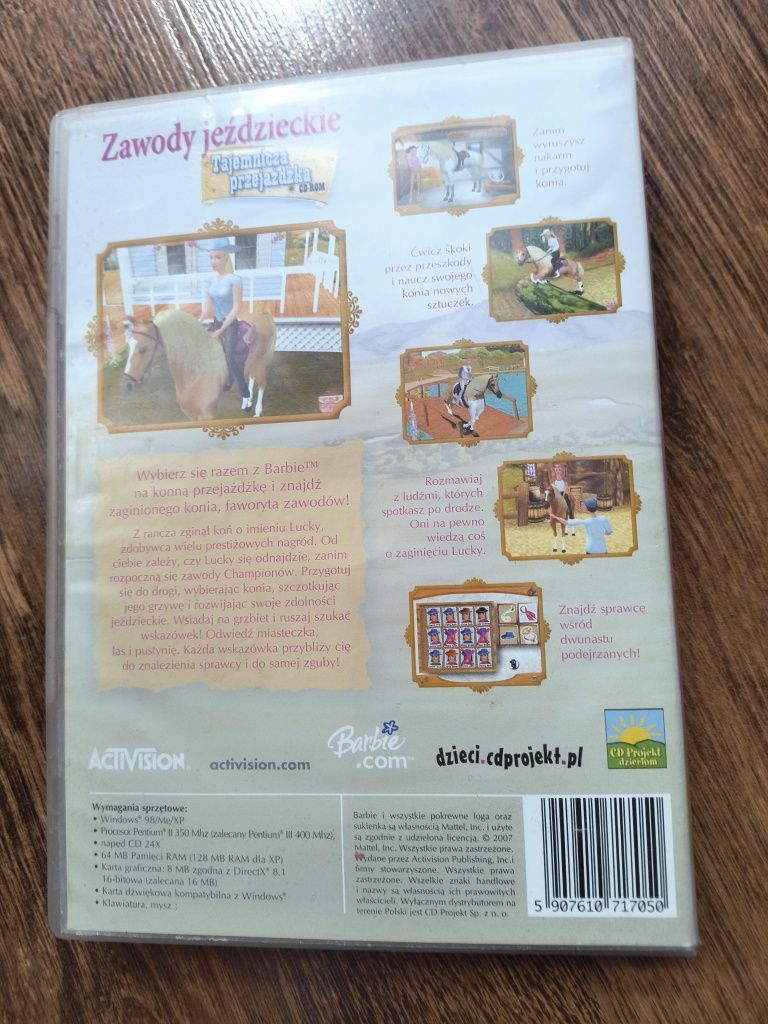 Zawody jeździeckie
Tajemnicza
przejażdżka
CD-ROM
Zanim
wyruszysz
nakarm
i przygotuj
konia.
Ćwicz skoki
przez przeszkody
i naucz swojego
konia nowych
sztuczek.
Wybierz się razem z Barbie™
na konną przejażdżkę i znajdź
zaginionego konia, faworyta zawodów!
Z rancza zginął koń o imieniu Lucky,
zdobywca wielu prestiżowych nagród. Od
ciebie zależy, czy Lucky się odnajdzie, zanim
rozpoczną się zawody Championów. Przygotuj
się do drogi, wybierając konia, szczotkując
jego grzywę i rozwijając swoje zdolności
jeździeckie. Wsiadaj na grzbiet i ruszaj szukać
wskazówek! Odwiedź miasteczka,
las i pustynię. Każda wskazówka przybliży cię
do znalezienia sprawcy i do samej zguby!
Rozmawiaj
z ludźmi, których
spotkasz po drodze.
Oni na pewno
wiedzą coś
o zaginięciu Lucky.
Znajdź sprawcę
wśród
dwunastu
podejrzanych!
ACTIVISION®
activision.com
Barbie
.com™
dzieci.cdprojekt.pl
CD Projekt
dzieciom
Wymagania sprzętowe:
• Windows® 98/Me/XP
• Procesor Pentium® II 350 Mhz (zalecany Pentium® III 400 Mhz),
• napęd CD 24X
• 64 MB Pamięci RAM (128 MB RAM dla XP)
• Karta graficzna: 8 MB zgodna z DirectX® 8.1
16-bitowa (zalecana 16 MB)
• Karta dźwiękowa kompatybilna z Windows®
• Klawiatura, mysz ;
Barbie i wszystkie pokrewne loga oraz
sukienka są własnością Mattel, Inc. i użyte
są zgodnie z udzieloną licencją. © 2007
Mattel, Inc. Wszystkie prawa zastrzeżone.
Wydane przez Activision Publishing, Inc.i
firmy stowarzyszone. Wszystkie prawa
zastrzeżone. Wszelkie znaki handlowe
i nazwy są własnością ich prawowitych
właścicieli. Wyłącznym dystrybutorem na
terenie Polski jest CD Projekt Sp. z o. o.
5 907610 717050